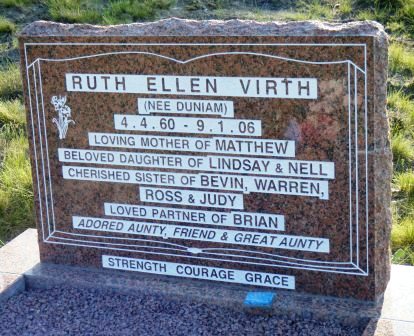 RUTH ELLEN VIRTH
(NEE DUNIAM)
4.4.60 - 9.1.06
LOVING MOTHER OF MATTHEW
BELOVED DAUGHTER OF LINDSAY & NELL
CHERISHED SISTER OF BEVIN, WARREN,
ROSS & JUDY
LOVED PARTNER OF BRIAN
ADORED AUNTY, FRIEND & GREAT AUNTY
STRENGTH COURAGE GRACE